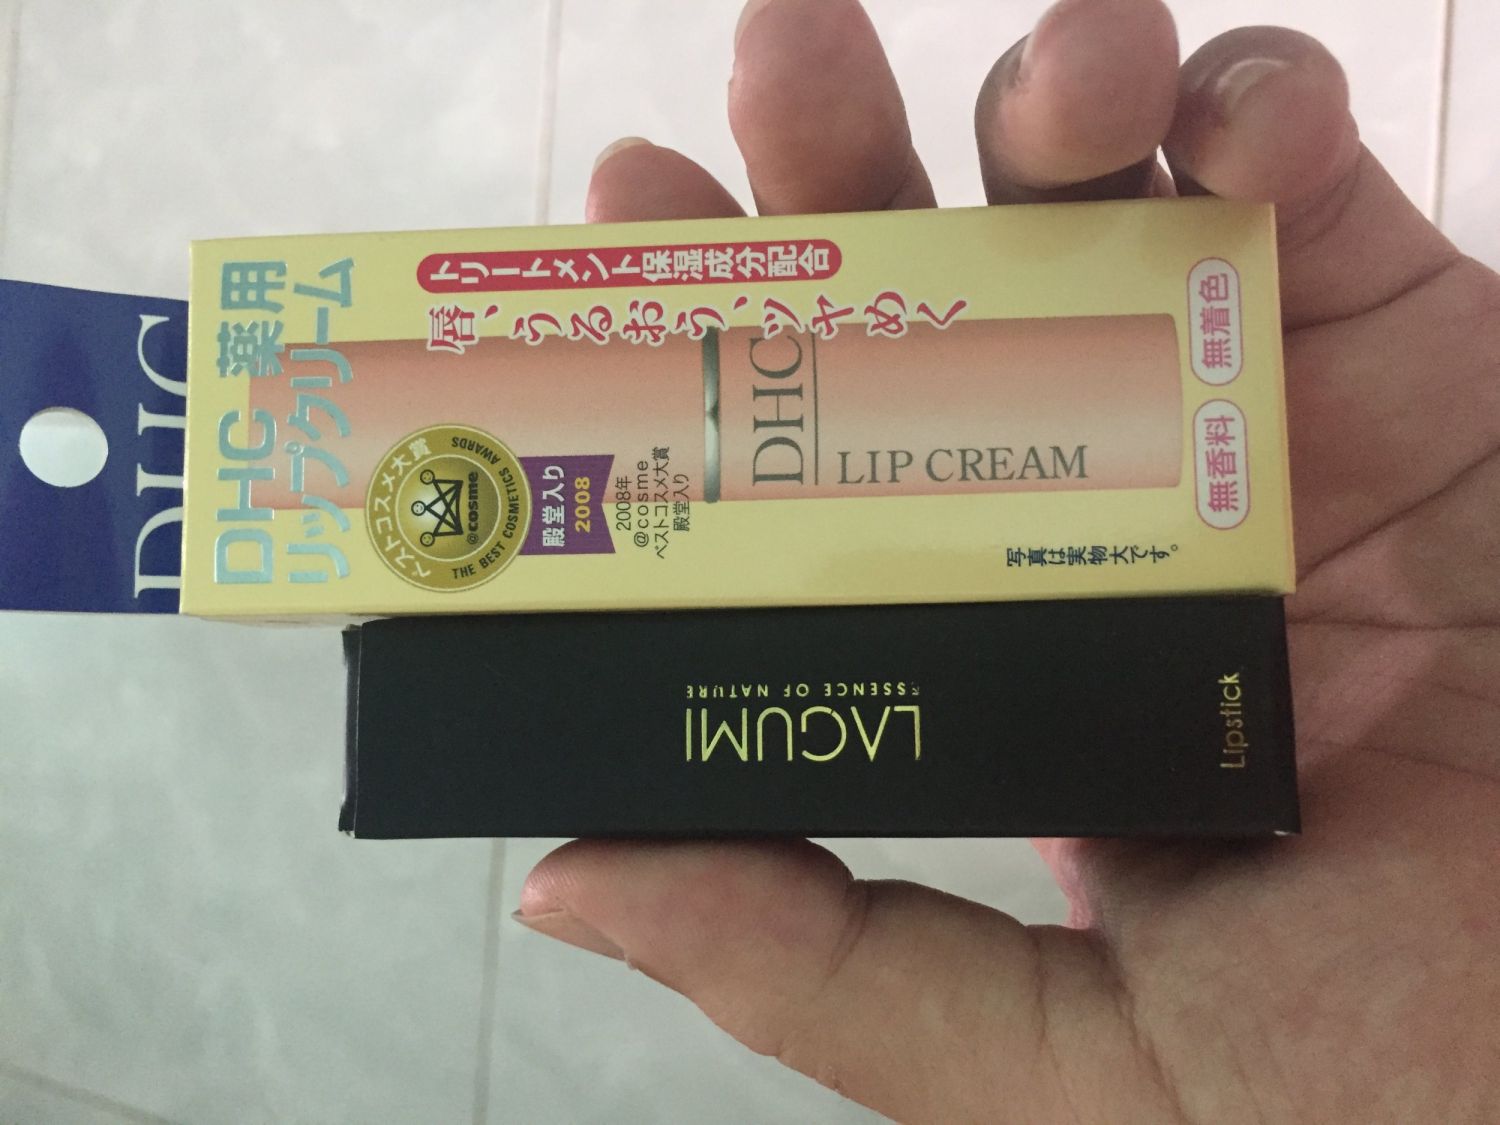 DHC
DHC 薬用
リップクリーム
トリートメント保湿成分配合
唇、うるおう、ツヤめく
ベストコスメ大賞
@cosme
THE BEST COSMETICS AWARDS
殿堂入り
2008
2008年
@cosme
ベストコスメ大賞
殿堂入り
DHC
LIP CREAM
無香料
無着色
写真は実物大です。
LAGUMI
ESSENCE OF NATURE
Lipstick